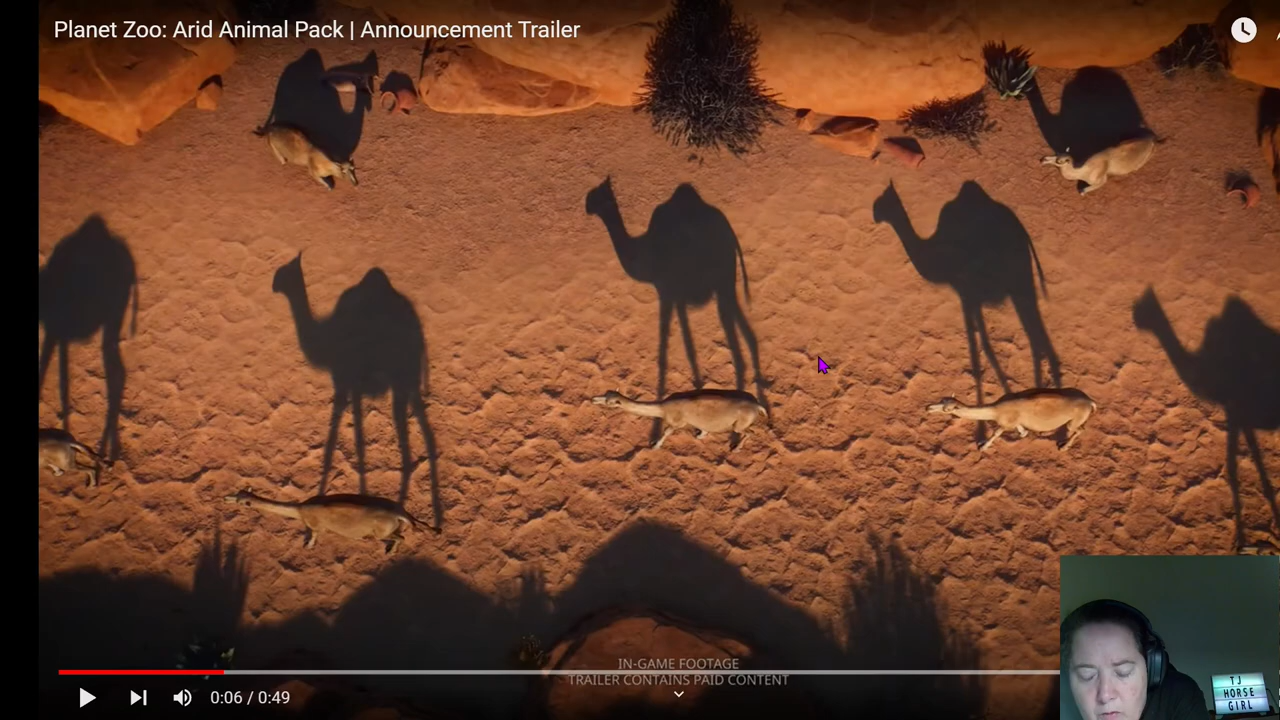 Planet Zoo: Arid Animal Pack | Announcement Trailer
IN-GAME FOOTAGE
TRAILER CONTAINS PAID CONTENT
0:06 / 0:49
TJ
HORSE
GIRL